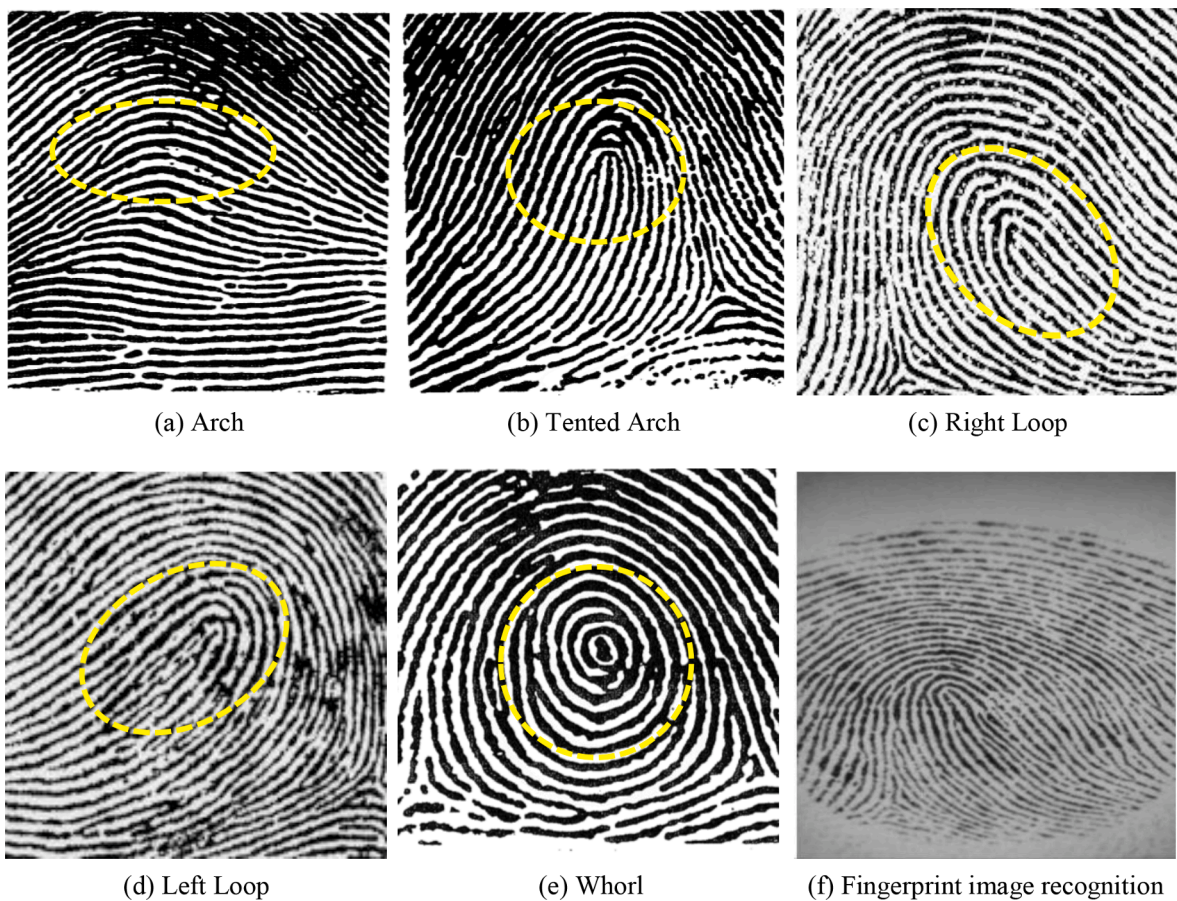 (a) Arch
(b) Tented Arch
(c) Right Loop
(d) Left Loop
(e) Whorl
(f) Fingerprint image recognition